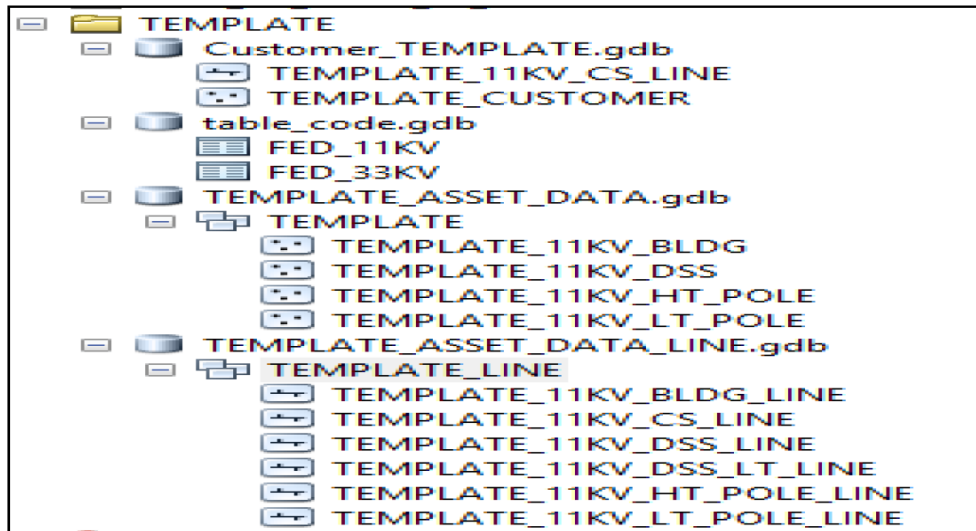 TEMPLATE
Customer_TEMPLATE.gdb
TEMPLATE_11KV_CS_LINE
TEMPLATE_CUSTOMER
table_code.gdb
FED_11KV
FED_33KV
TEMPLATE_ASSET_DATA.gdb
TEMPLATE
TEMPLATE_11KV_BLDG
TEMPLATE_11KV_DSS
TEMPLATE_11KV_HT_POLE
TEMPLATE_11KV_LT_POLE
TEMPLATE_ASSET_DATA_LINE.gdb
TEMPLATE_LINE
TEMPLATE_11KV_BLDG_LINE
TEMPLATE_11KV_CS_LINE
TEMPLATE_11KV_DSS_LINE
TEMPLATE_11KV_DSS_LT_LINE
TEMPLATE_11KV_HT_POLE_LINE
TEMPLATE_11KV_LT_POLE_LINE